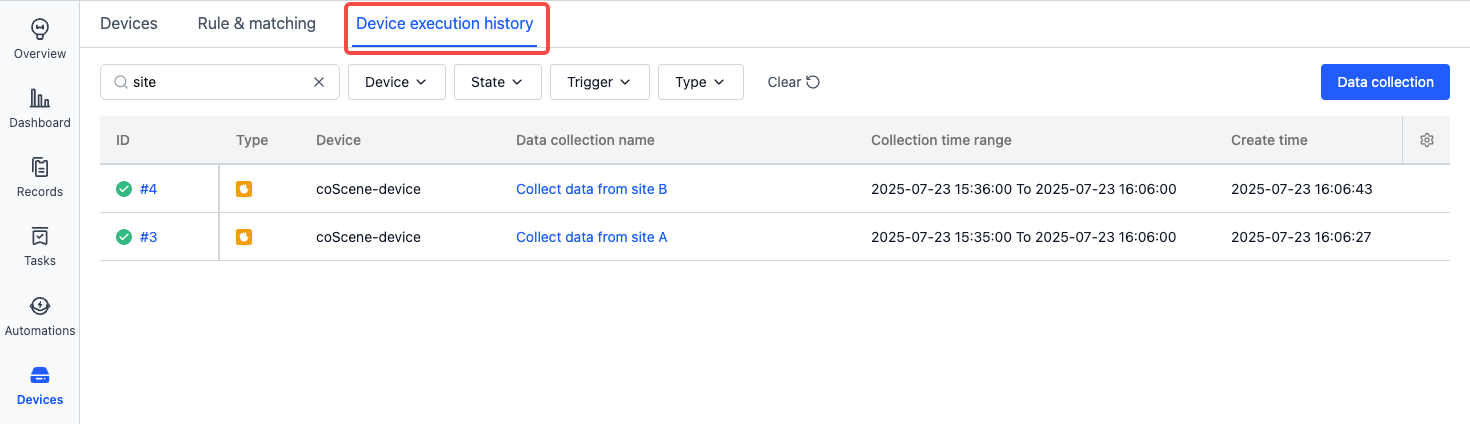 Overview
Dashboard
Records
Tasks
Automations
Devices
Devices Rule & matching Device execution history
site Device State Trigger Type Clear Data collection
ID Type Device Data collection name Collection time range Create time
#4 coScene-device Collect data from site B 2025-07-23 15:36:00 To 2025-07-23 16:06:00 2025-07-23 16:06:43
#3 coScene-device Collect data from site A 2025-07-23 15:35:00 To 2025-07-23 16:06:00 2025-07-23 16:06:27